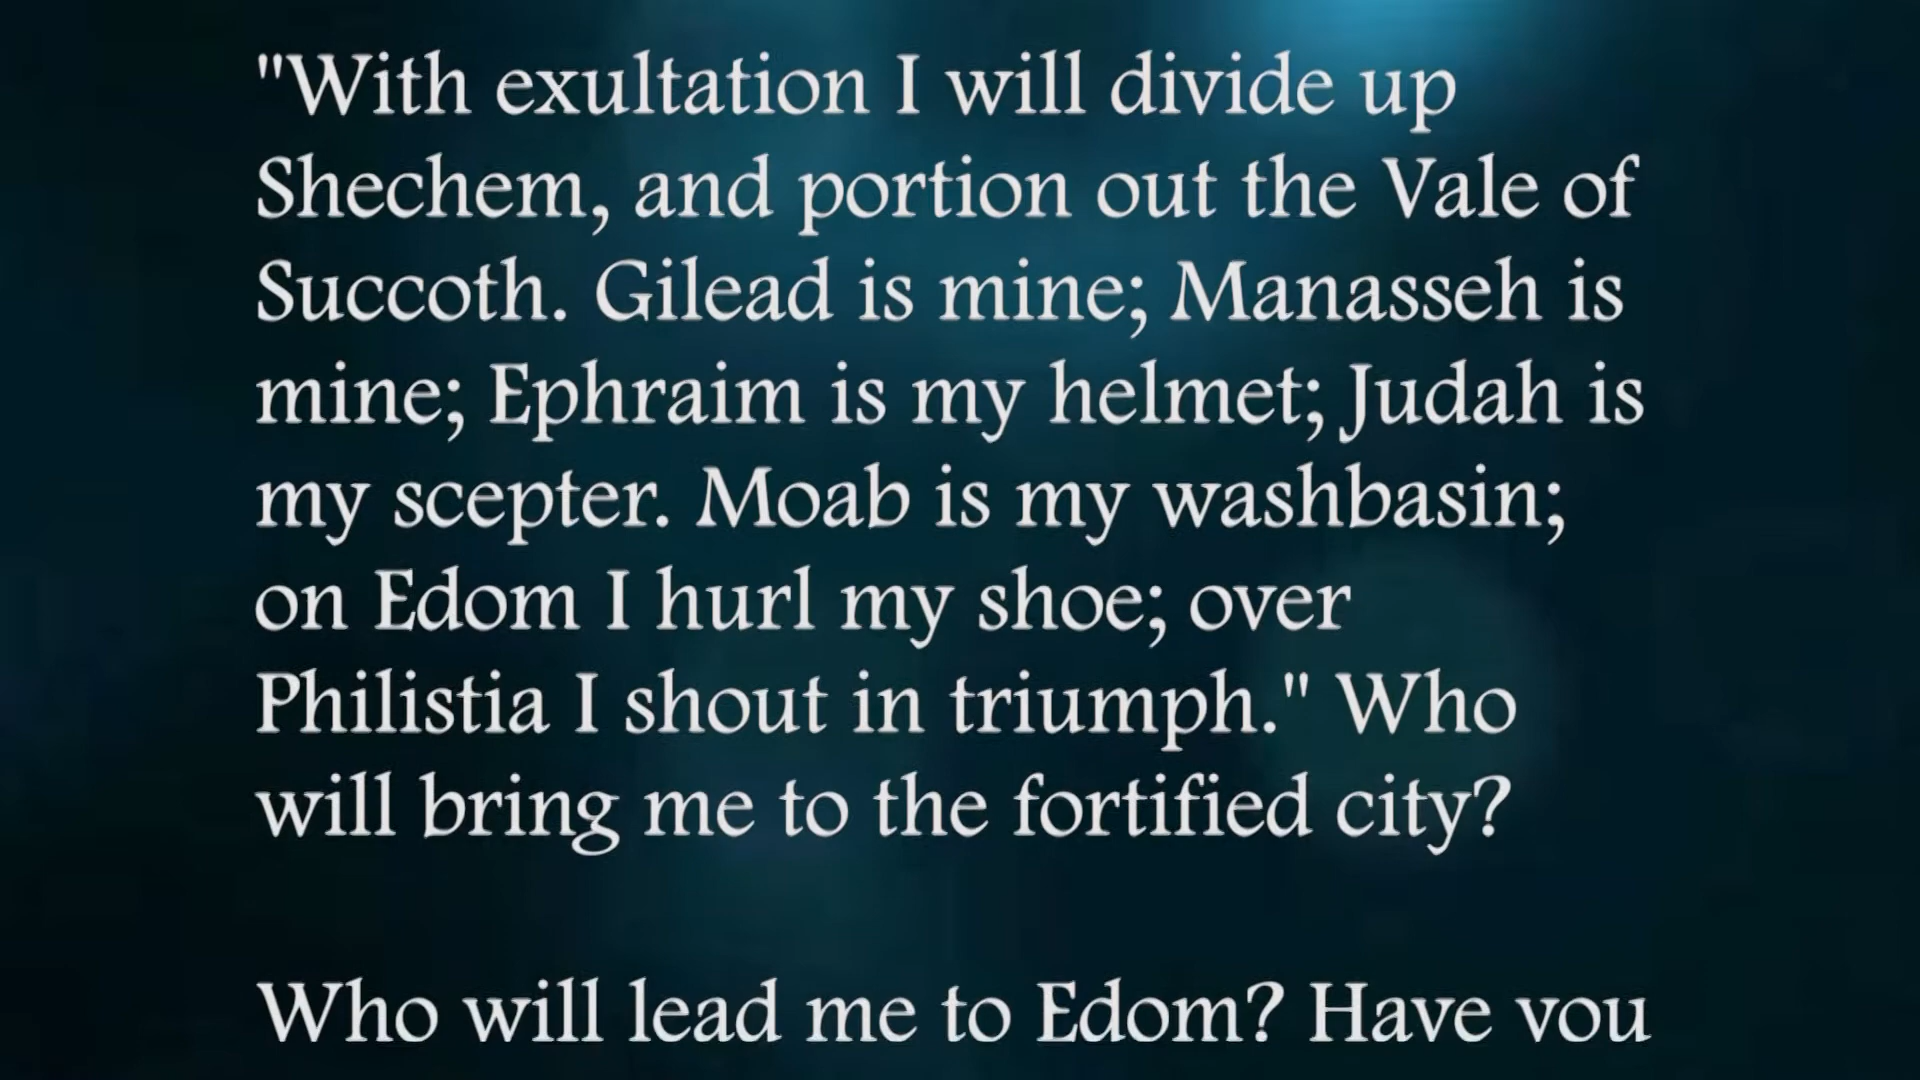 "With exultation I will divide up
Shechem, and portion out the Vale of
Succoth. Gilead is mine; Manasseh is
mine; Ephraim is my helmet; Judah is
my scepter. Moab is my washbasin;
on Edom I hurl my shoe; over
Philistia I shout in triumph." Who
will bring me to the fortified city?
Who will lead me to Edom? Have you